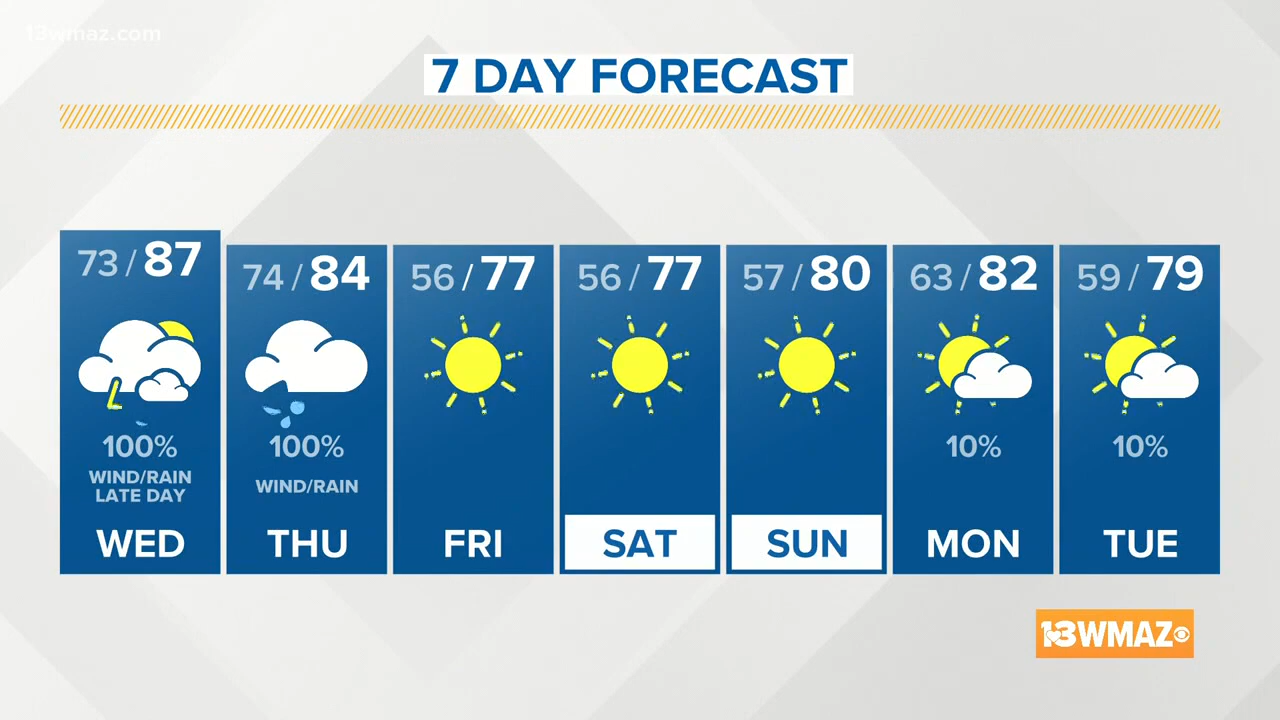 13wmaz.com
7 DAY FORECAST
73 / 87
100%
WIND/RAIN
LATE DAY
WED
74 / 84
100%
WIND/RAIN
THU
56 / 77
FRI
56 / 77
SAT
57 / 80
SUN
63 / 82
10%
MON
59 / 79
10%
TUE
13WMAZ